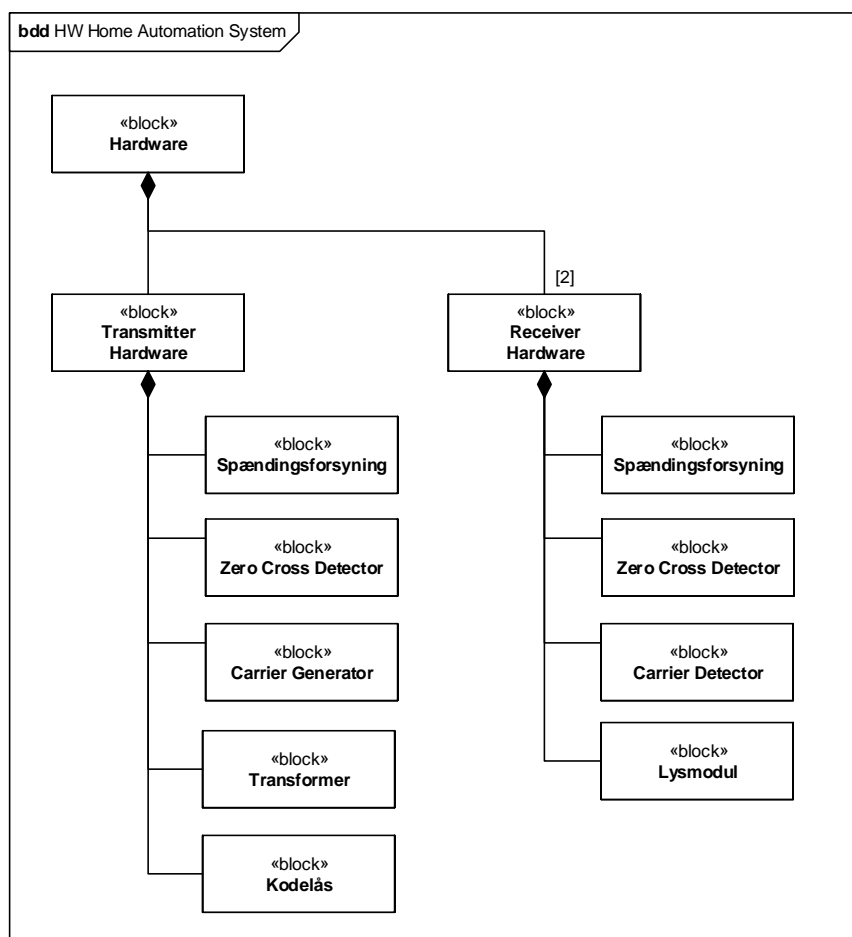 bdd HW Home Automation System
«block»
Hardware
[2]
«block»
Transmitter
Hardware
«block»
Receiver
Hardware
«block»
Spændingsforsyning
«block»
Spændingsforsyning
«block»
Zero Cross Detector
«block»
Zero Cross Detector
«block»
Carrier Generator
«block»
Carrier Detector
«block»
Transformer
«block»
Lysmodul
«block»
Kodelås